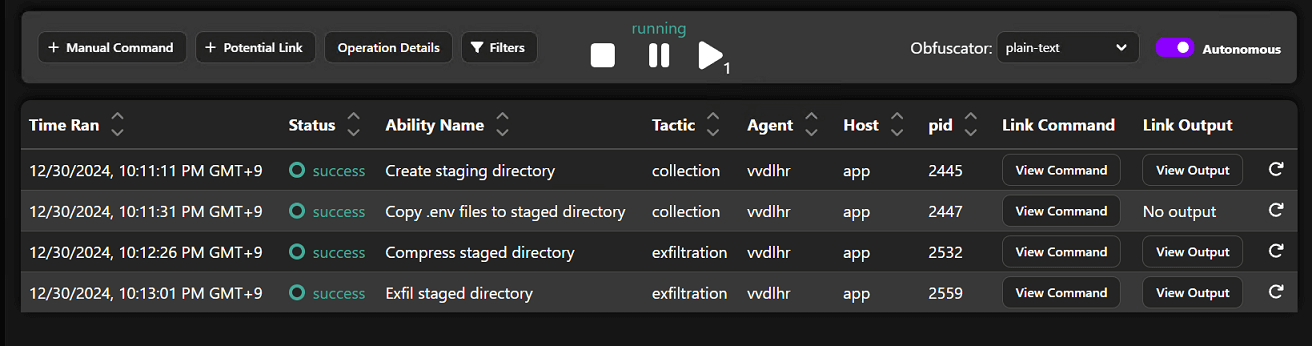 running
+ Manual Command + Potential Link Operation Details Filters 1 Obfuscator: plain-text Autonomous
Time Ran Status Ability Name Tactic Agent Host pid Link Command Link Output
12/30/2024, 10:11:11 PM GMT+9 success Create staging directory collection vvdlhr app 2445 View Command View Output
12/30/2024, 10:11:31 PM GMT+9 success Copy .env files to staged directory collection vvdlhr app 2447 View Command No output
12/30/2024, 10:12:26 PM GMT+9 success Compress staged directory exfiltration vvdlhr app 2532 View Command View Output
12/30/2024, 10:13:01 PM GMT+9 success Exfil staged directory exfiltration vvdlhr app 2559 View Command View Output